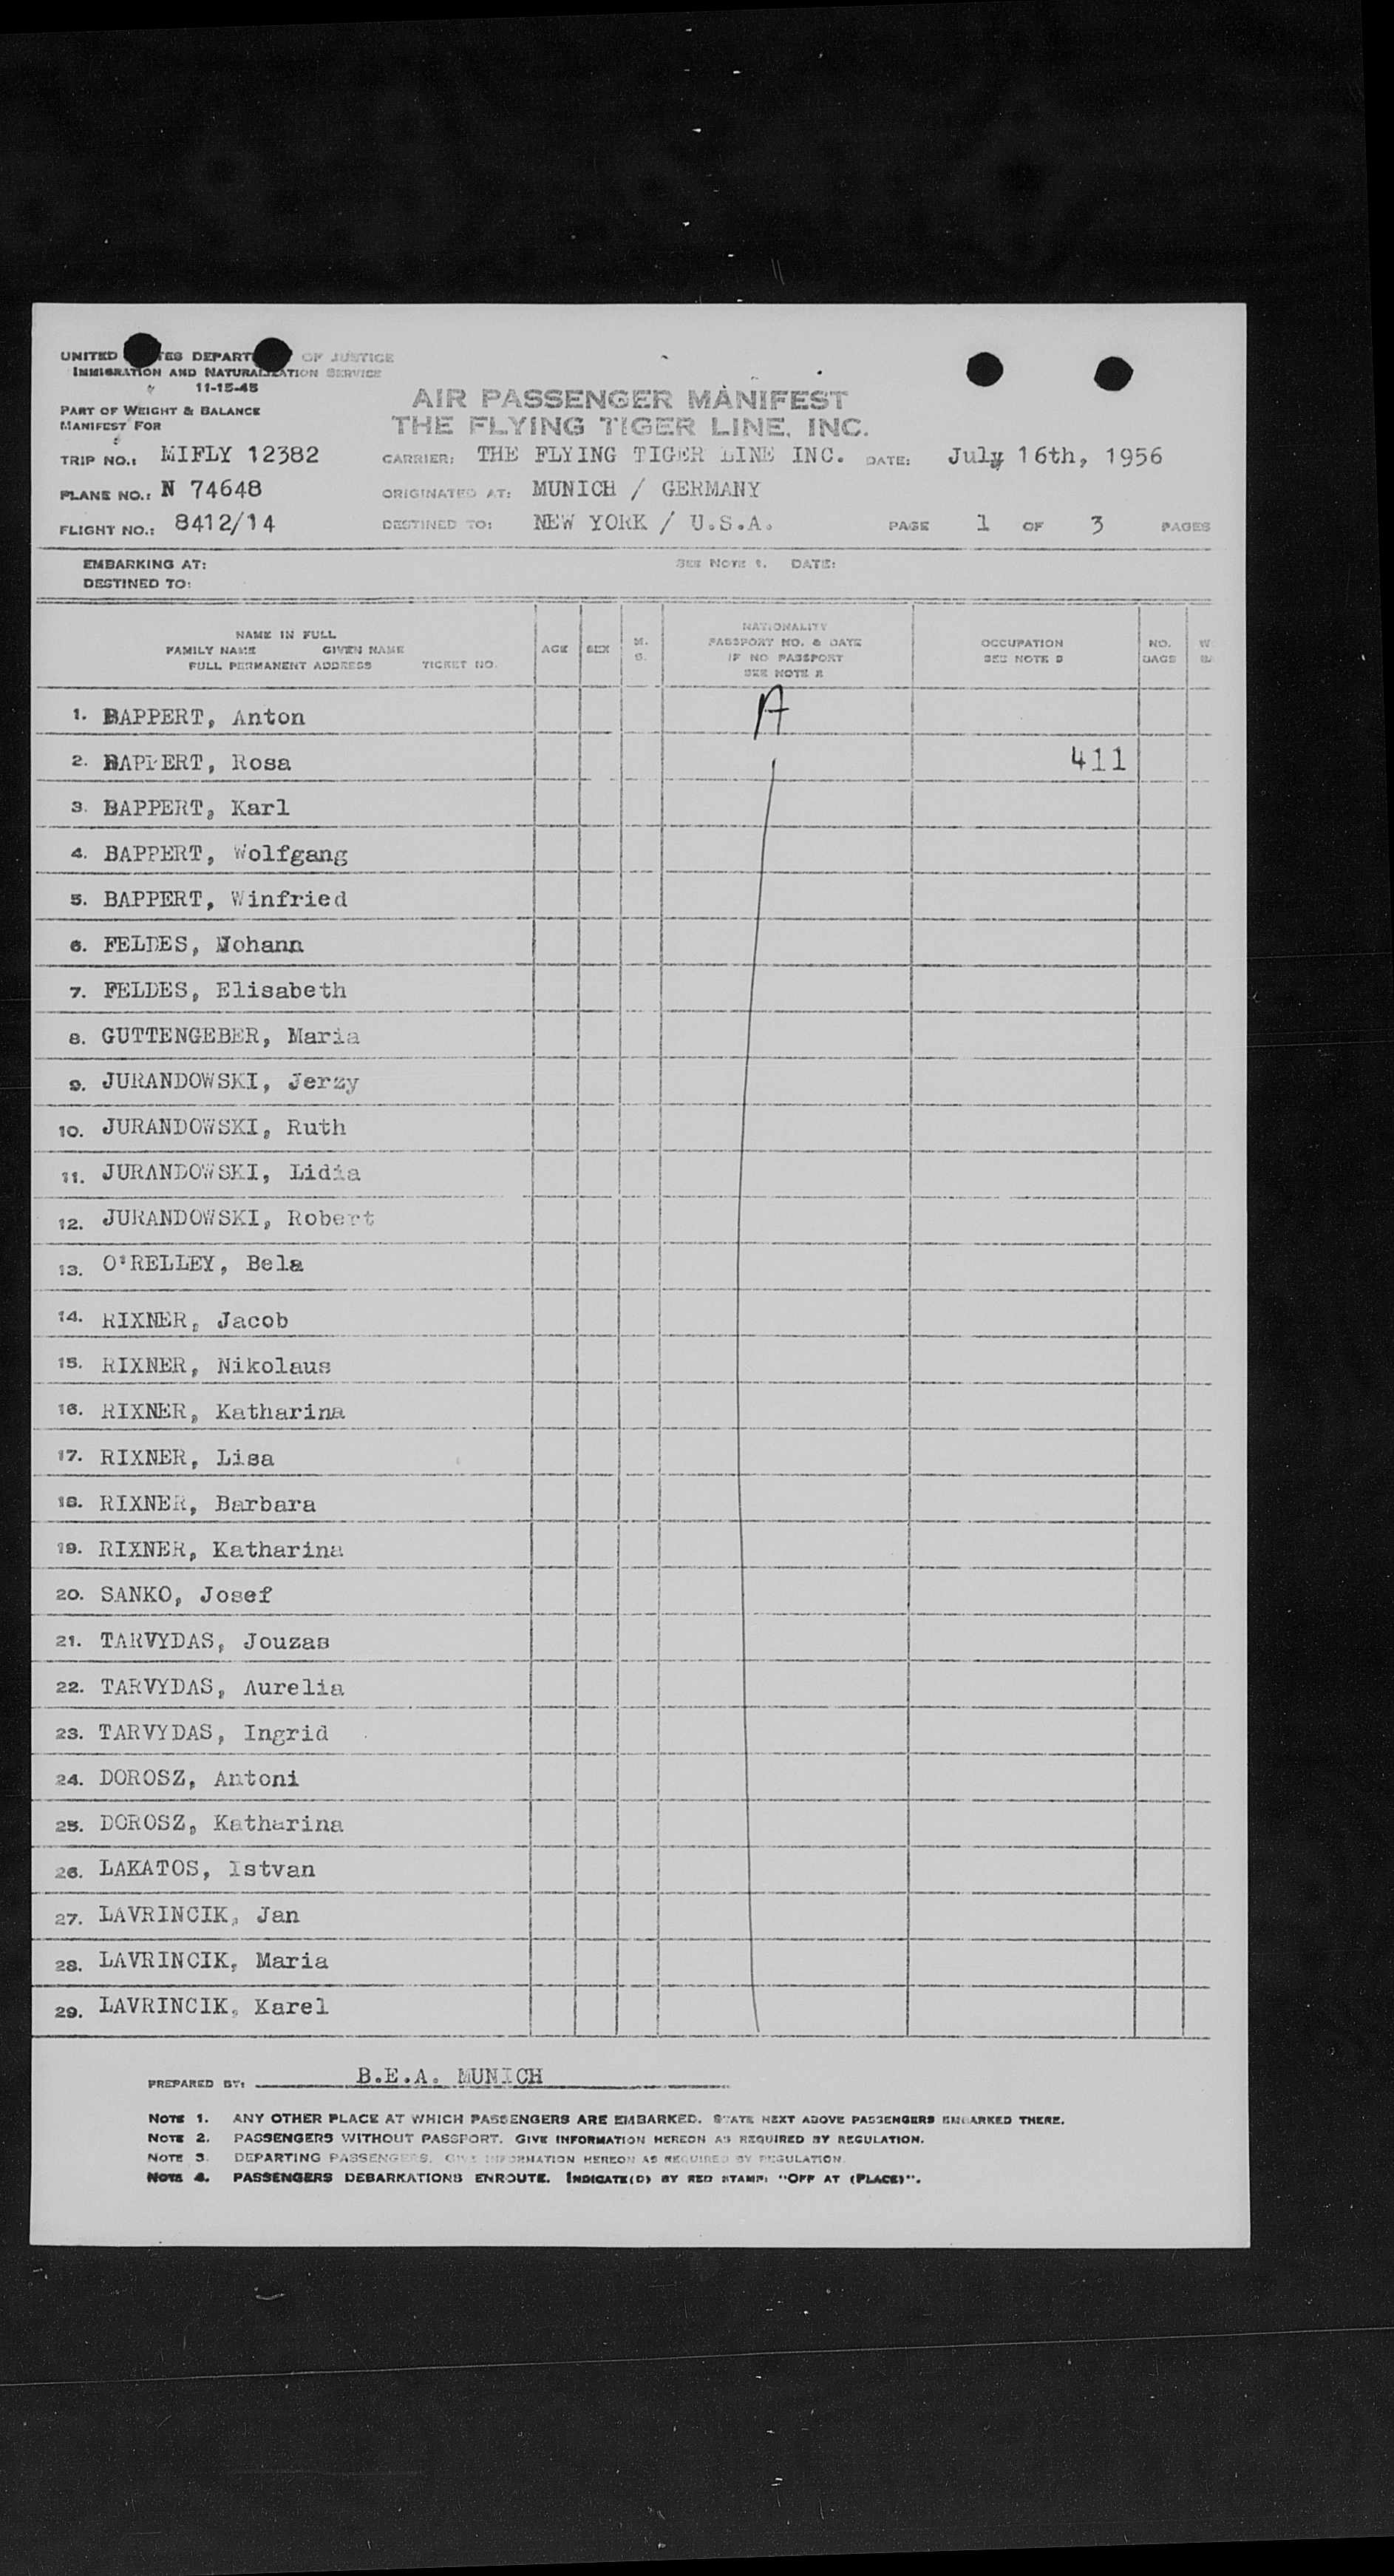 UNITED STATES DEPARTMENT OF JUSTICE
IMMIGRATION AND NATURALIZATION SERVICE
11-15-45
PART OF WEIGHT & BALANCE
MANIFEST FOR
AIR PASSENGER MANIFEST
THE FLYING TIGER LINE, INC.
TRIP NO.: MIFLY 12382 CARRIER: THE FLYING TIGER LINE INC. DATE: July 16th, 1956
PLANE NO.: N 74648 ORIGINATED AT: MUNICH / GERMANY
FLIGHT NO.: 8412/14 DESTINED TO: NEW YORK / U.S.A. PAGE 1 OF 3 PAGES
EMBARKING AT: SEE NOTE 1. DATE:
DESTINED TO:
NAME IN FULL
FAMILY NAME GIVEN NAME
FULL PERMANENT ADDRESS TICKET NO.
AGE
SEX
M.
S.
NATIONALITY
PASSPORT NO. & DATE
IF NO PASSPORT
SEE NOTE 2
OCCUPATION
SEE NOTE 3
NO.
BAGS
W
BA
1. BAPPERT, Anton A
2. BAPPERT, Rosa 411
3. BAPPERT, Karl
4. BAPPERT, Wolfgang
5. BAPPERT, Winfried
6. FELDES, Johann
7. FELDES, Elisabeth
8. GUTTENGEBER, Maria
9. JURANDOWSKI, Jerzy
10. JURANDOWSKI, Ruth
11. JURANDOWSKI, Lidia
12. JURANDOWSKI, Robert
13. O'RELLEY, Bela
14. RIXNER, Jacob
15. RIXNER, Nikolaus
16. RIXNER, Katharina
17. RIXNER, Lisa
18. RIXNER, Barbara
19. RIXNER, Katharina
20. SANKO, Josef
21. TARVYDAS, Jouzas
22. TARVYDAS, Aurelia
23. TARVYDAS, Ingrid
24. DOROSZ, Antoni
25. DOROSZ, Katharina
26. LAKATOS, Istvan
27. LAVRINCIK, Jan
28. LAVRINCIK, Maria
29. LAVRINCIK, Karel
PREPARED BY: B.E.A. MUNICH
NOTE 1. ANY OTHER PLACE AT WHICH PASSENGERS ARE EMBARKED. STATE NEXT ABOVE PASSENGERS EMBARKED THERE.
NOTE 2. PASSENGERS WITHOUT PASSPORT. GIVE INFORMATION HEREON AS REQUIRED BY REGULATION.
NOTE 3. DEPARTING PASSENGERS. GIVE INFORMATION HEREON AS REQUIRED BY REGULATION.
NOTE 4. PASSENGERS DEBARKATIONS ENROUTE. INDICATE(D) BY RED STAMP: "OFF AT (PLACE)".